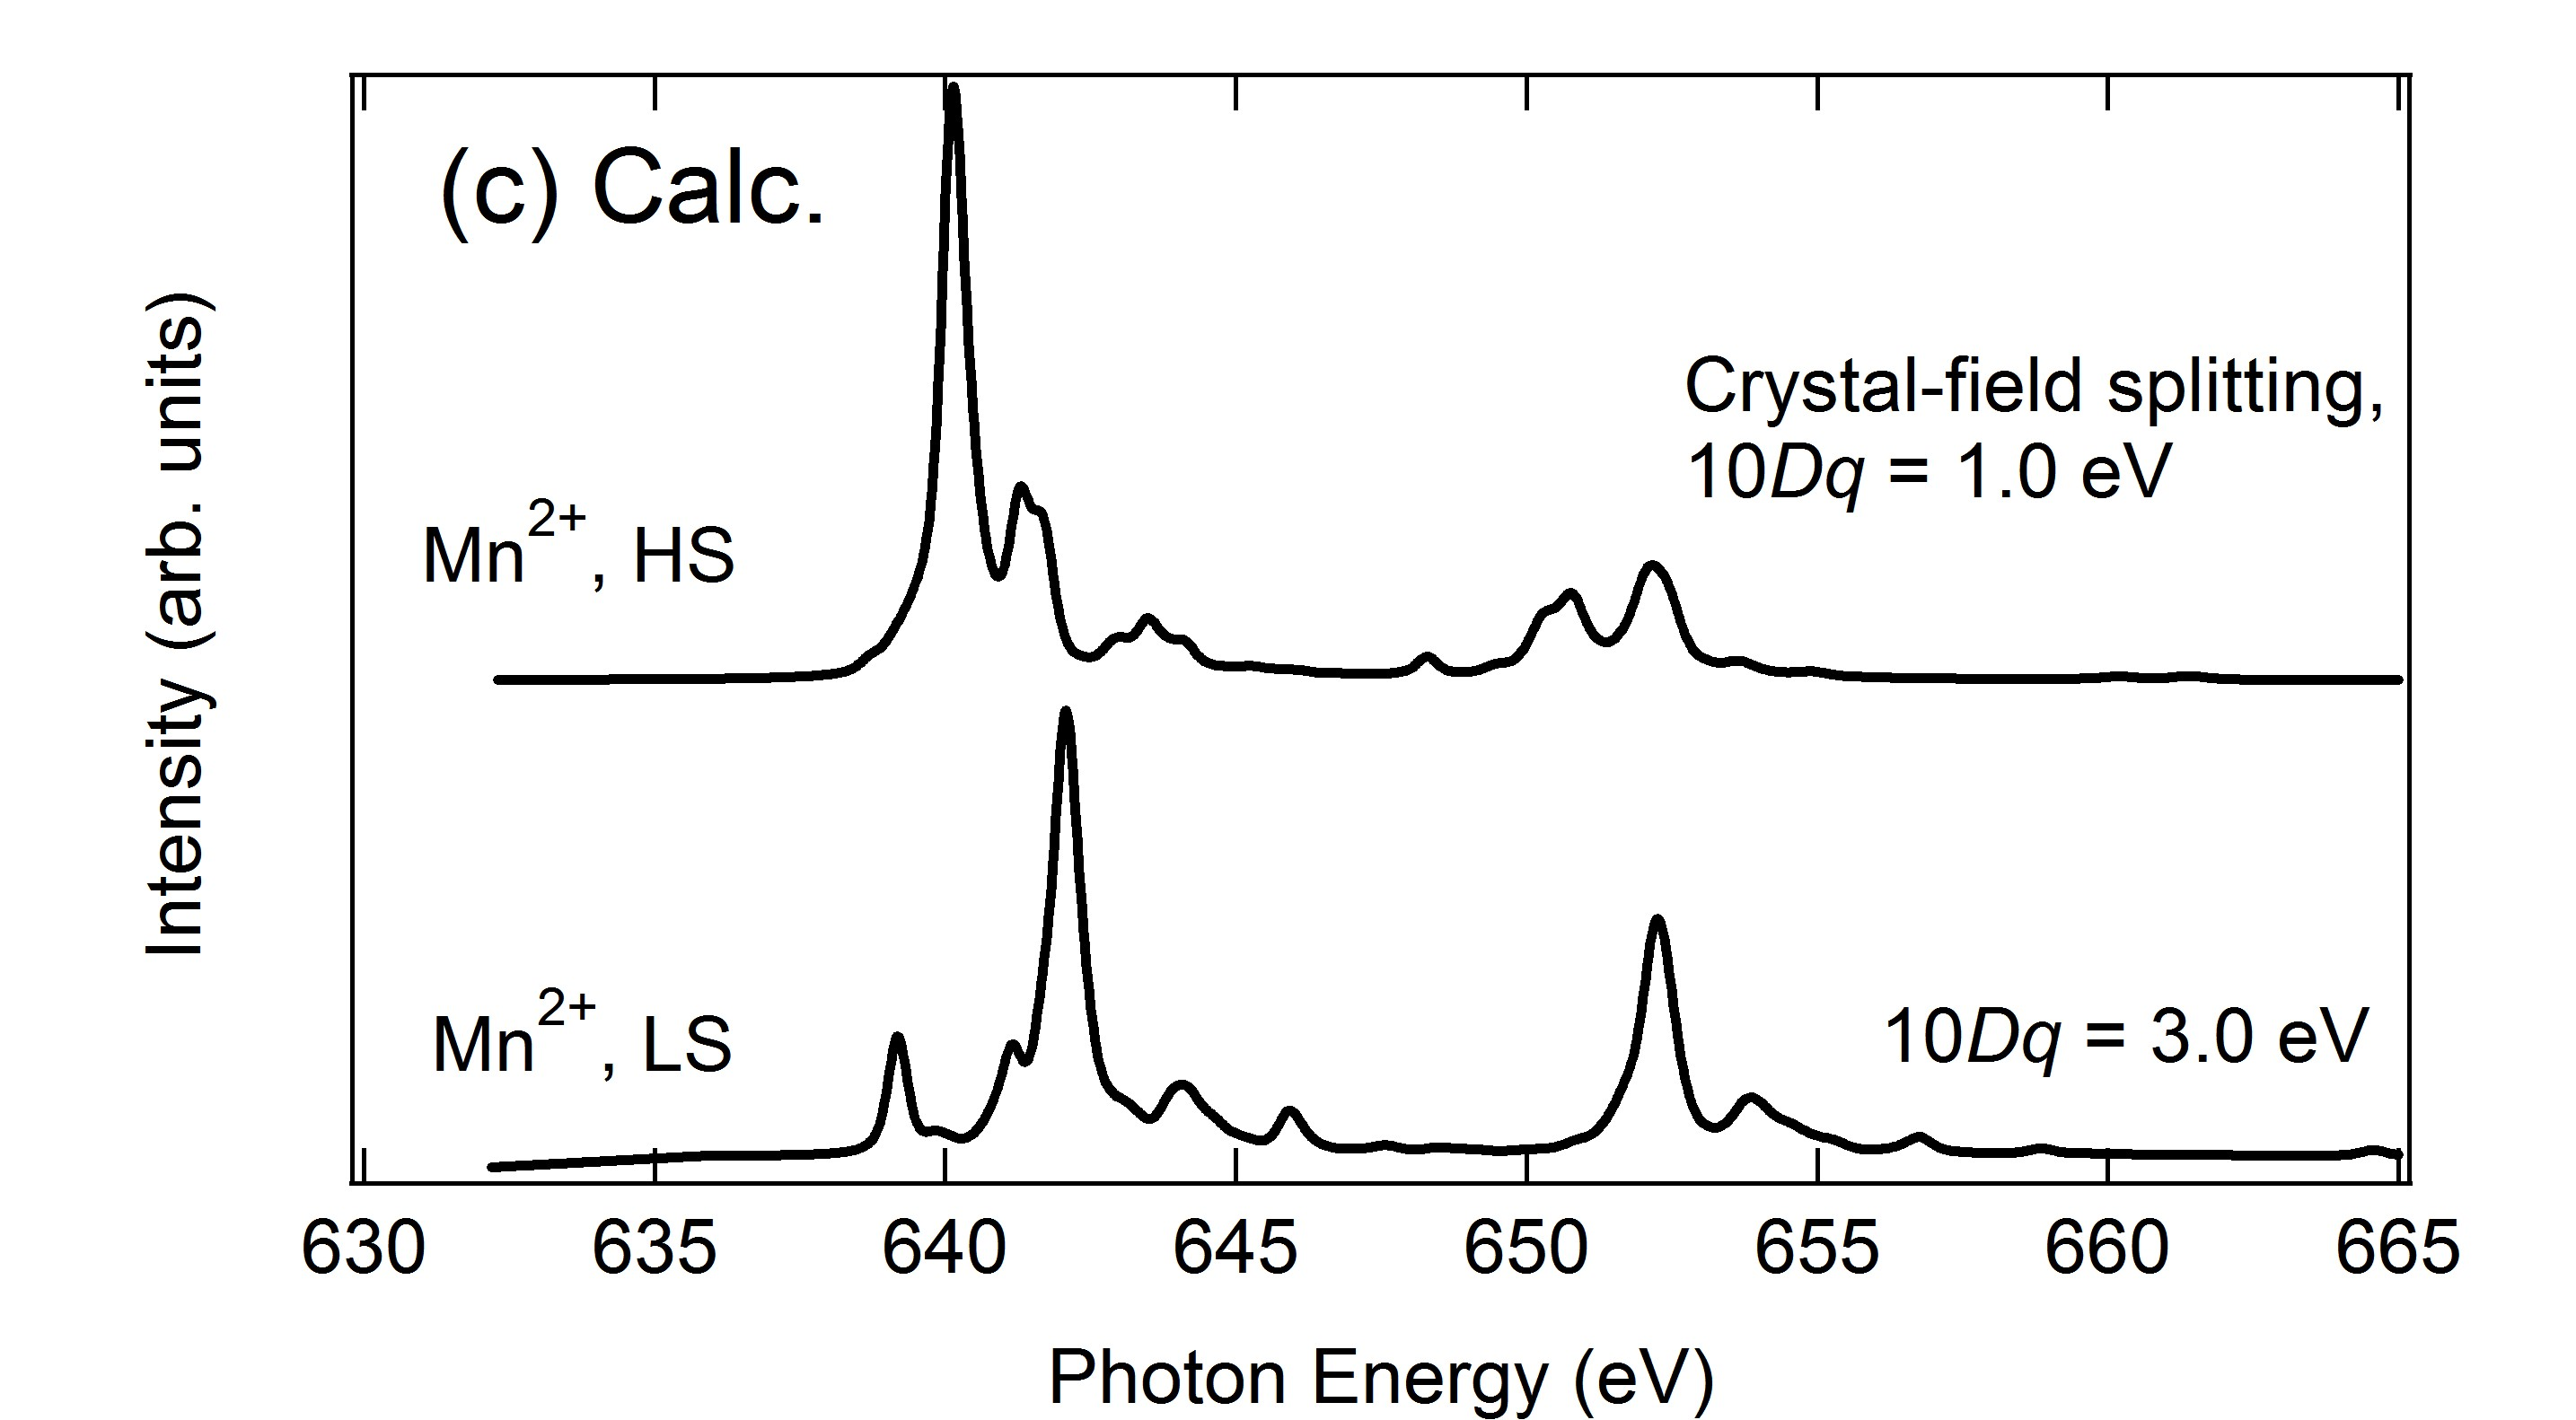 (c) Calc.
Crystal-field splitting,
10Dq = 1.0 eV
Mn2+, HS
Intensity (arb. units)
Mn2+, LS
10Dq = 3.0 eV
630 635 640 645 650 655 660 665
Photon Energy (eV)